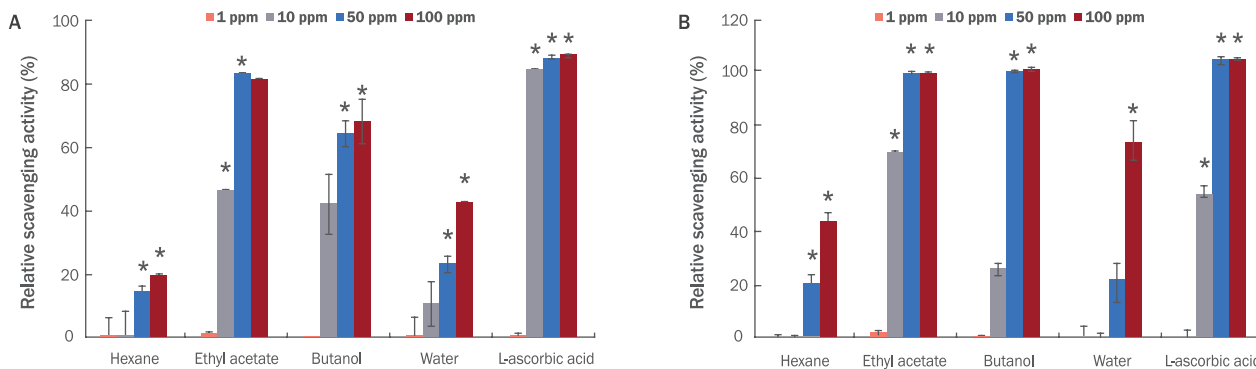 A
1 ppm 10 ppm 50 ppm 100 ppm
Relative scavenging activity (%)
100
80
60
40
20
0
* * * * * * * * * * *
Hexane Ethyl acetate Butanol Water L-ascorbic acid
B
1 ppm 10 ppm 50 ppm 100 ppm
Relative scavenging activity (%)
120
100
80
60
40
20
0
* * * * * * * * * * *
Hexane Ethyl acetate Butanol Water L-ascorbic acid